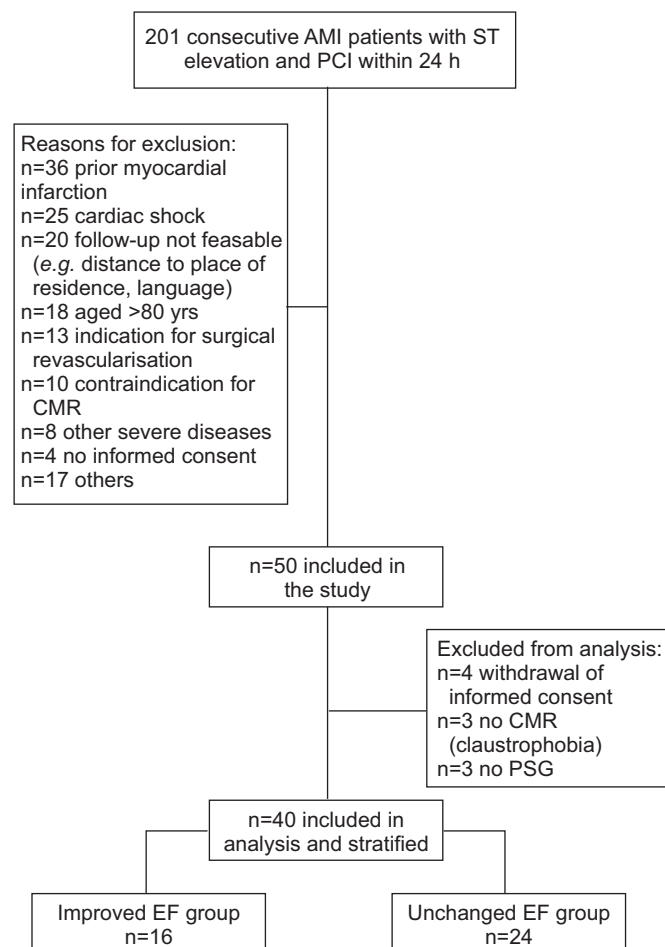 201 consecutive AMI patients with ST
elevation and PCI within 24 h
Reasons for exclusion:
n=36 prior myocardial
infarction
n=25 cardiac shock
n=20 follow-up not feasable
(e.g. distance to place of
residence, language)
n=18 aged >80 yrs
n=13 indication for surgical
revascularisation
n=10 contraindication for
CMR
n=8 other severe diseases
n=4 no informed consent
n=17 others
n=50 included in
the study
Excluded from analysis:
n=4 withdrawal of
informed consent
n=3 no CMR
(claustrophobia)
n=3 no PSG
n=40 included in
analysis and stratified
Improved EF group
n=16
Unchanged EF group
n=24